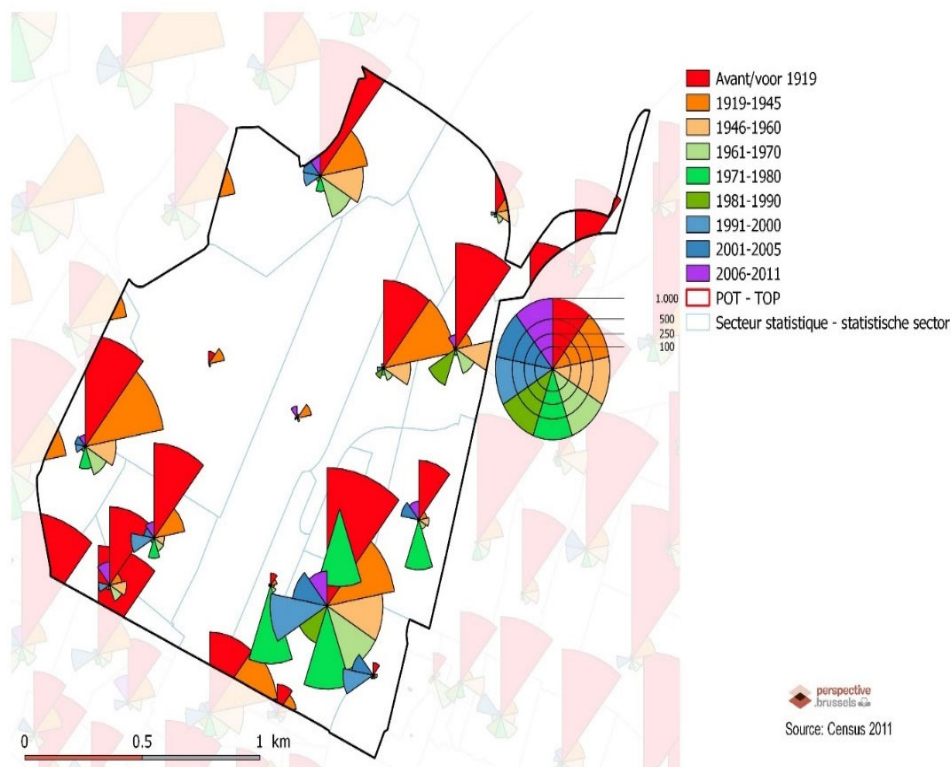 Avant/voor 1919
1919-1945
1946-1960
1961-1970
1971-1980
1981-1990
1991-2000
2001-2005
2006-2011
POT - TOP
Secteur statistique - statistische sector
1.000
500
250
100
perspective
.brussels
Source: Census 2011
0 0.5 1 km